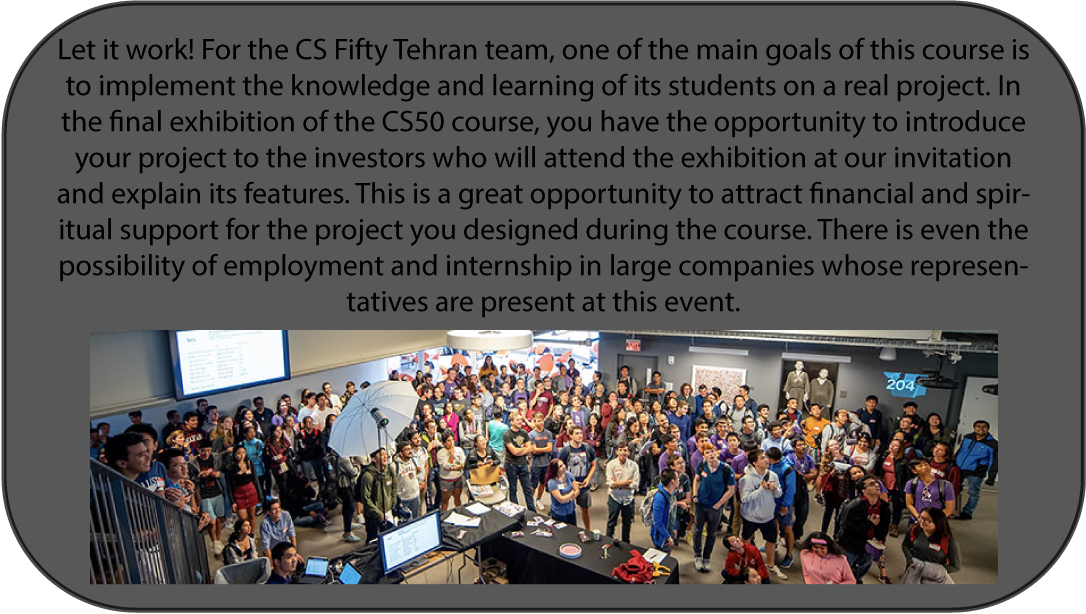 Let it work! For the CS Fifty Tehran team, one of the main goals of this course is
to implement the knowledge and learning of its students on a real project. In
the final exhibition of the CS50 course, you have the opportunity to introduce
your project to the investors who will attend the exhibition at our invitation
and explain its features. This is a great opportunity to attract financial and spir-
itual support for the project you designed during the course. There is even the
possibility of employment and internship in large companies whose represen-
tatives are present at this event.
204